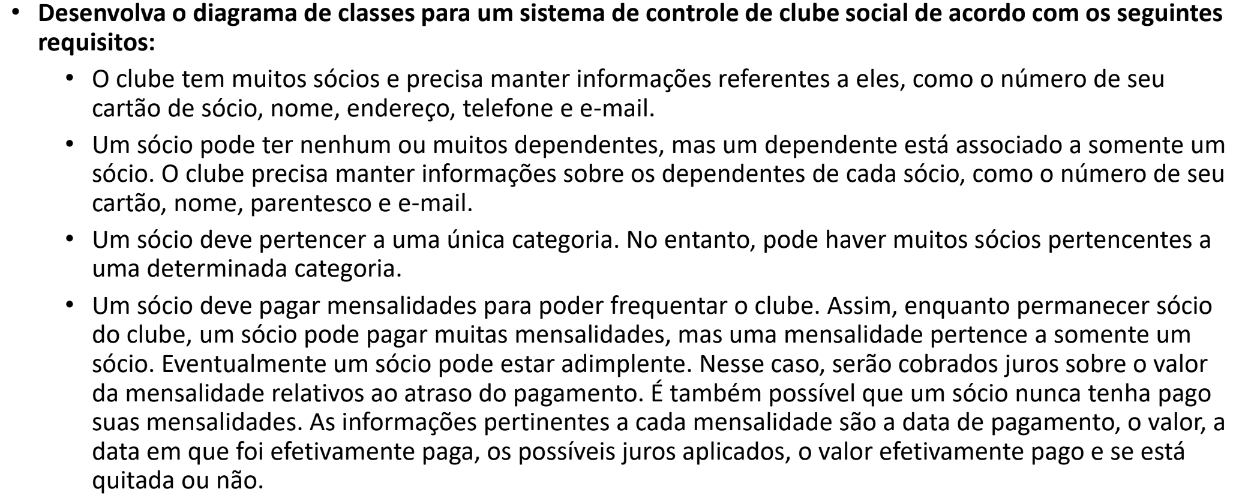 • Desenvolva o diagrama de classes para um sistema de controle de clube social de acordo com os seguintes
requisitos:
• O clube tem muitos sócios e precisa manter informações referentes a eles, como o número de seu
cartão de sócio, nome, endereço, telefone e e-mail.
• Um sócio pode ter nenhum ou muitos dependentes, mas um dependente está associado a somente um
sócio. O clube precisa manter informações sobre os dependentes de cada sócio, como o número de seu
cartão, nome, parentesco e e-mail.
• Um sócio deve pertencer a uma única categoria. No entanto, pode haver muitos sócios pertencentes a
uma determinada categoria.
• Um sócio deve pagar mensalidades para poder frequentar o clube. Assim, enquanto permanecer sócio
do clube, um sócio pode pagar muitas mensalidades, mas uma mensalidade pertence a somente um
sócio. Eventualmente um sócio pode estar adimplente. Nesse caso, serão cobrados juros sobre o valor
da mensalidade relativos ao atraso do pagamento. É também possível que um sócio nunca tenha pago
suas mensalidades. As informações pertinentes a cada mensalidade são a data de pagamento, o valor, a
data em que foi efetivamente paga, os possíveis juros aplicados, o valor efetivamente pago e se está
quitada ou não.